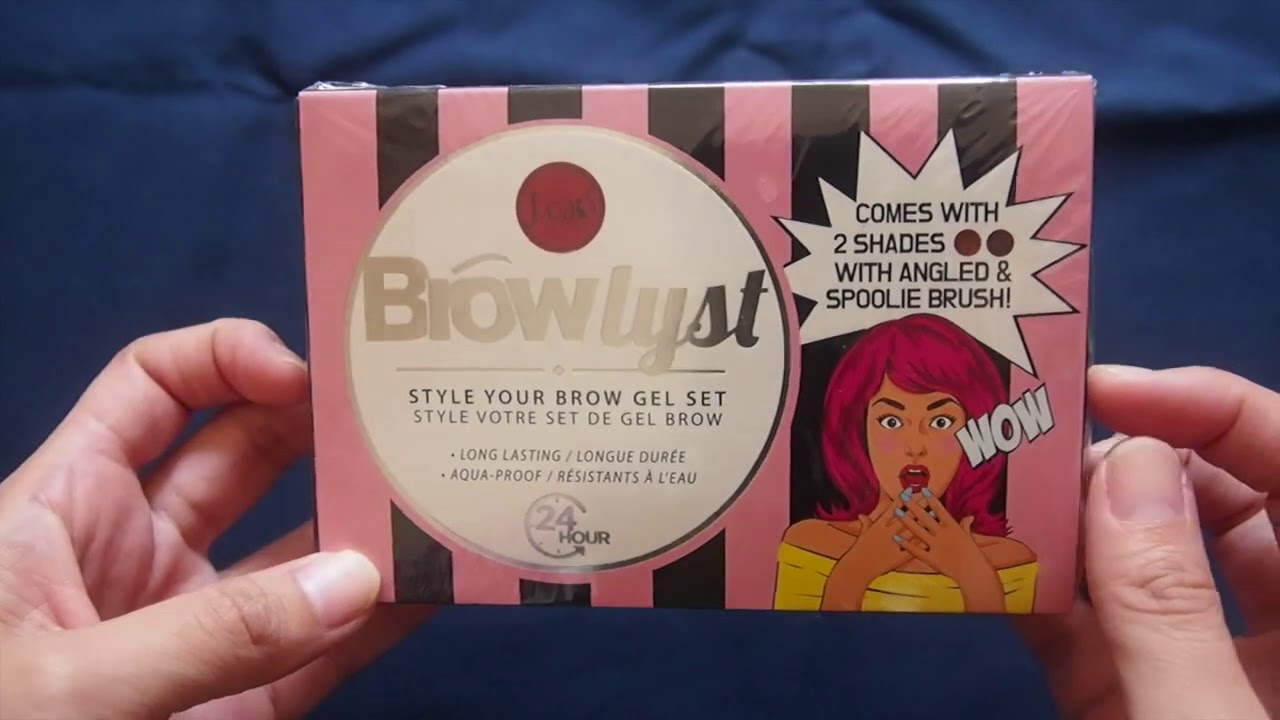 J.Cat
Browlyst
STYLE YOUR BROW GEL SET
STYLE VOTRE SET DE GEL BROW
• LONG LASTING / LONGUE DURÉE
• AQUA-PROOF / RÉSISTANTS À L'EAU
24 HOUR
COMES WITH
2 SHADES
WITH ANGLED &
SPOOLIE BRUSH!
WOW